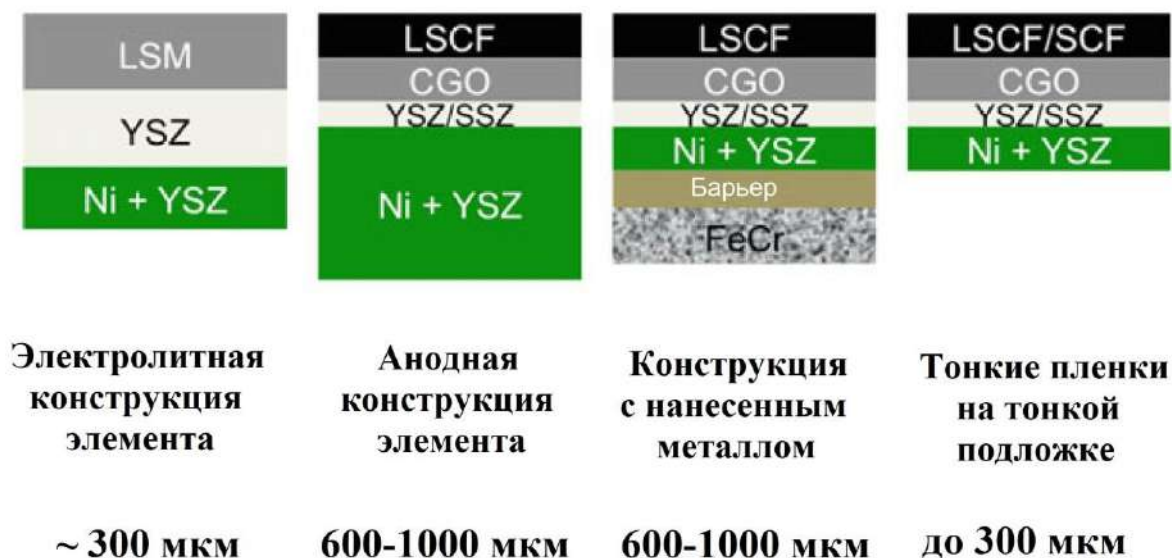 LSM
YSZ
Ni + YSZ
LSCF
CGO
YSZ/SSZ
Ni + YSZ
LSCF
CGO
YSZ/SSZ
Ni + YSZ
Барьер
FeCr
LSCF/SCF
CGO
YSZ/SSZ
Ni + YSZ
Электролитная
конструкция
элемента
Анодная
конструкция
элемента
Конструкция
с нанесенным
металлом
Тонкие пленки
на тонкой
подложке
~ 300 мкм
600-1000 мкм
600-1000 мкм
до 300 мкм